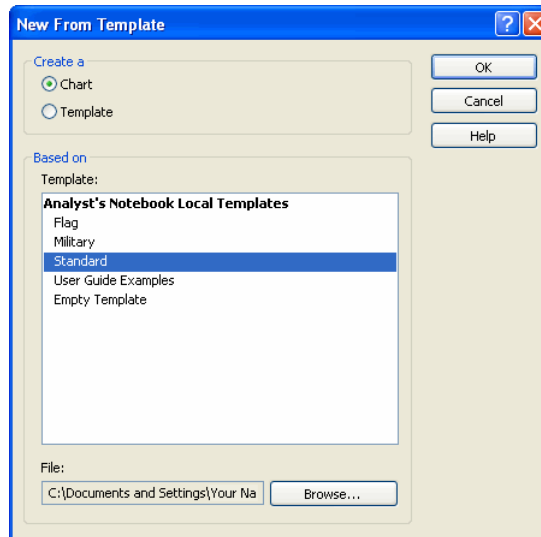 New From Template
Create a
Chart
Template
OK
Cancel
Help
Based on
Template:
Analyst's Notebook Local Templates
Flag
Military
Standard
User Guide Examples
Empty Template
File:
C:\Documents and Settings\Your Na
Browse...